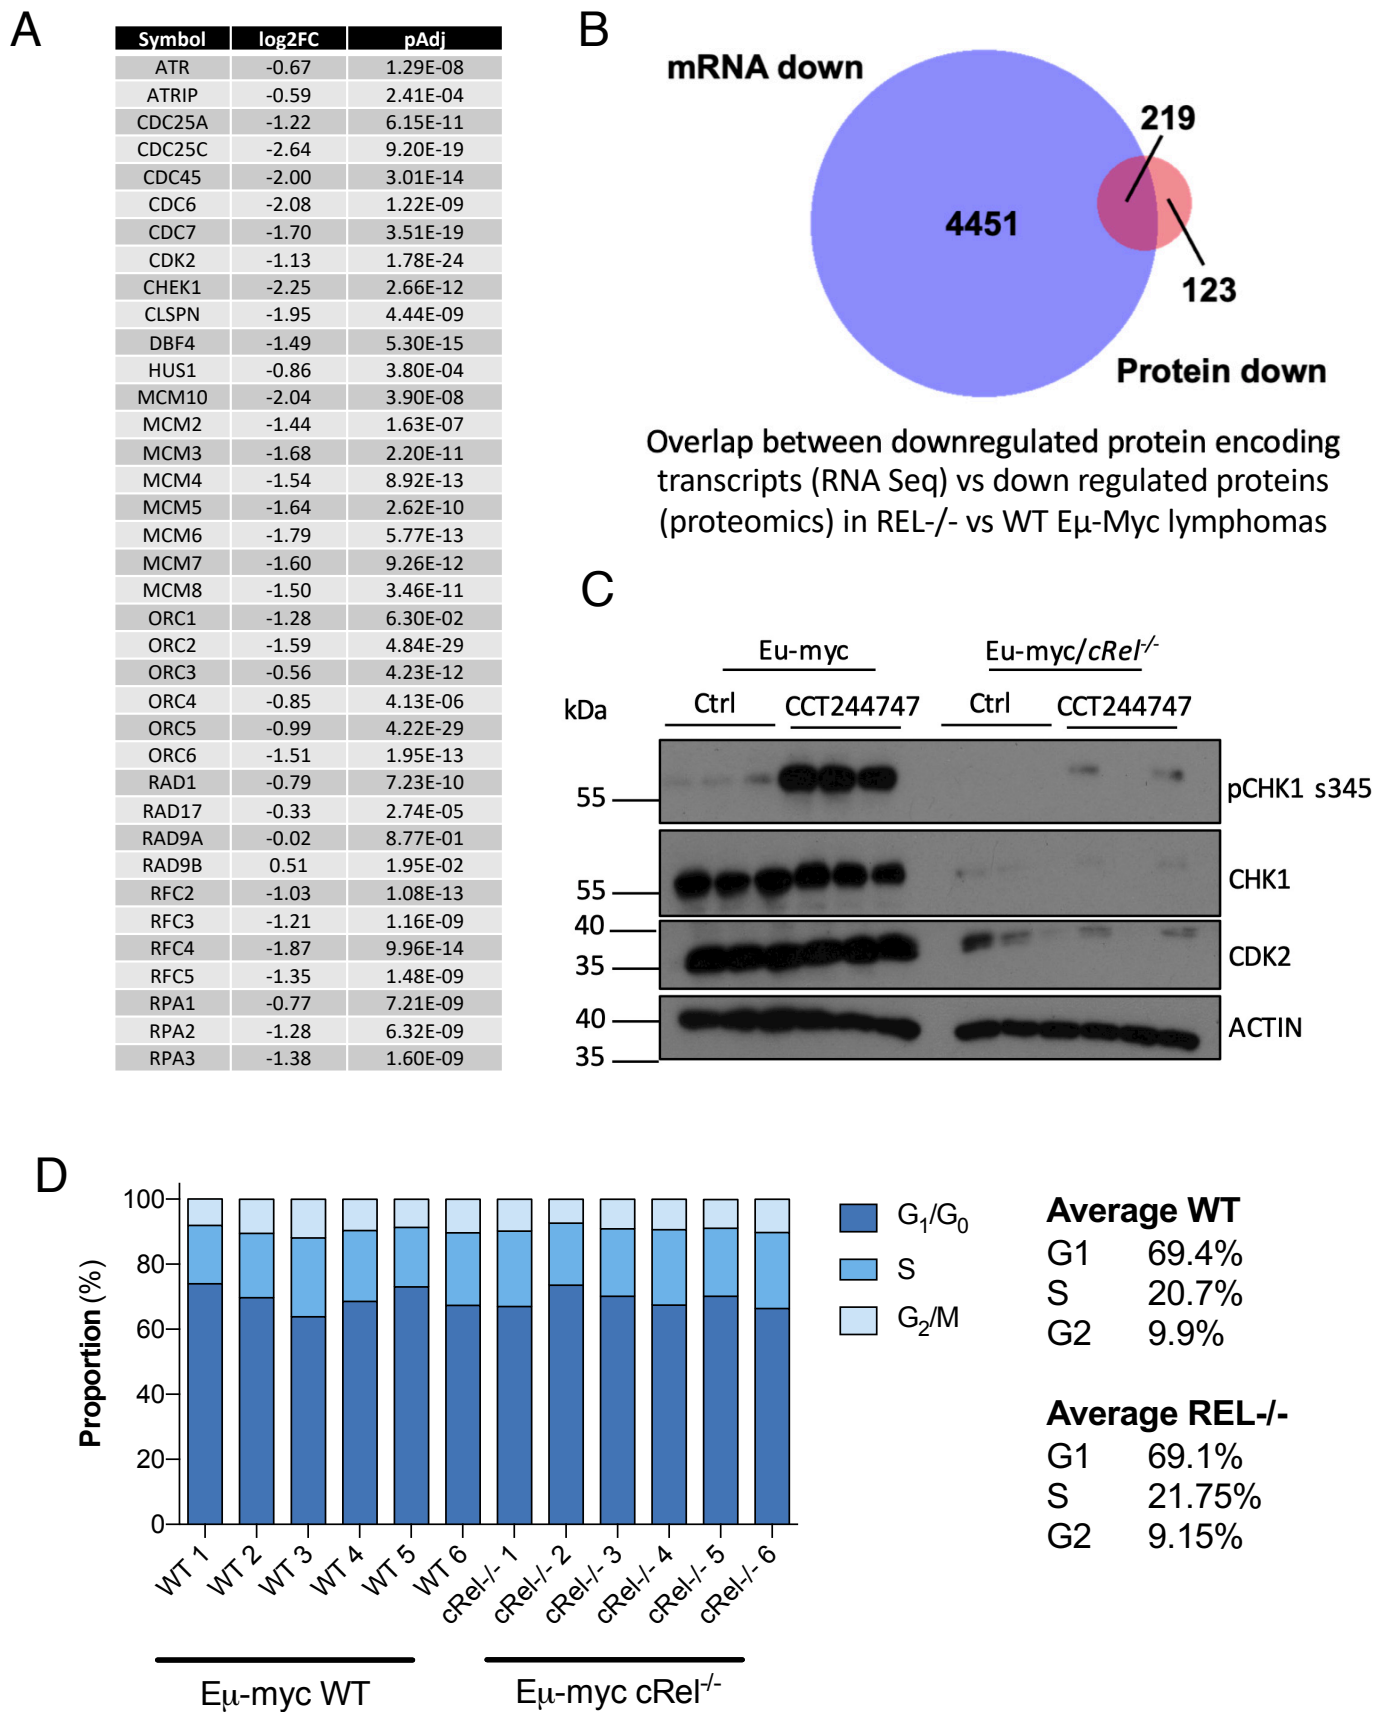 A
Symbol log2FC pAdj
ATR -0.67 1.29E-08
ATRIP -0.59 2.41E-04
CDC25A -1.22 6.15E-11
CDC25C -2.64 9.20E-19
CDC45 -2.00 3.01E-14
CDC6 -2.08 1.22E-09
CDC7 -1.70 3.51E-19
CDK2 -1.13 1.78E-24
CHEK1 -2.25 2.66E-12
CLSPN -1.95 4.44E-09
DBF4 -1.49 5.30E-15
HUS1 -0.86 3.80E-04
MCM10 -2.04 3.90E-08
MCM2 -1.44 1.63E-07
MCM3 -1.68 2.20E-11
MCM4 -1.54 8.92E-13
MCM5 -1.64 2.62E-10
MCM6 -1.79 5.77E-13
MCM7 -1.60 9.26E-12
MCM8 -1.50 3.46E-11
ORC1 -1.28 6.30E-02
ORC2 -1.59 4.84E-29
ORC3 -0.56 4.23E-12
ORC4 -0.85 4.13E-06
ORC5 -0.99 4.22E-29
ORC6 -1.51 1.95E-13
RAD1 -0.79 7.23E-10
RAD17 -0.33 2.74E-05
RAD9A -0.02 8.77E-01
RAD9B 0.51 1.95E-02
RFC2 -1.03 1.08E-13
RFC3 -1.21 1.16E-09
RFC4 -1.87 9.96E-14
RFC5 -1.35 1.48E-09
RPA1 -0.77 7.21E-09
RPA2 -1.28 6.32E-09
RPA3 -1.38 1.60E-09
B
mRNA down
219
4451
123
Protein down
Overlap between downregulated protein encoding
transcripts (RNA Seq) vs down regulated proteins
(proteomics) in REL-/- vs WT Eμ-Myc lymphomas
C
Eu-myc Eu-myc/cRel-/-
kDa Ctrl CCT244747 Ctrl CCT244747
55 pCHK1 s345
55 CHK1
40
35 CDK2
40 ACTIN
35
D
Proportion (%)
100
80
60
40
20
0
WT 1 WT 2 WT 3 WT 4 WT 5 WT 6 cRel-/- 1 cRel-/- 2 cRel-/- 3 cRel-/- 4 cRel-/- 5 cRel-/- 6
Eμ-myc WT Eμ-myc cRel-/-
G1/G0
S
G2/M
Average WT
G1 69.4%
S 20.7%
G2 9.9%
Average REL-/-
G1 69.1%
S 21.75%
G2 9.15%